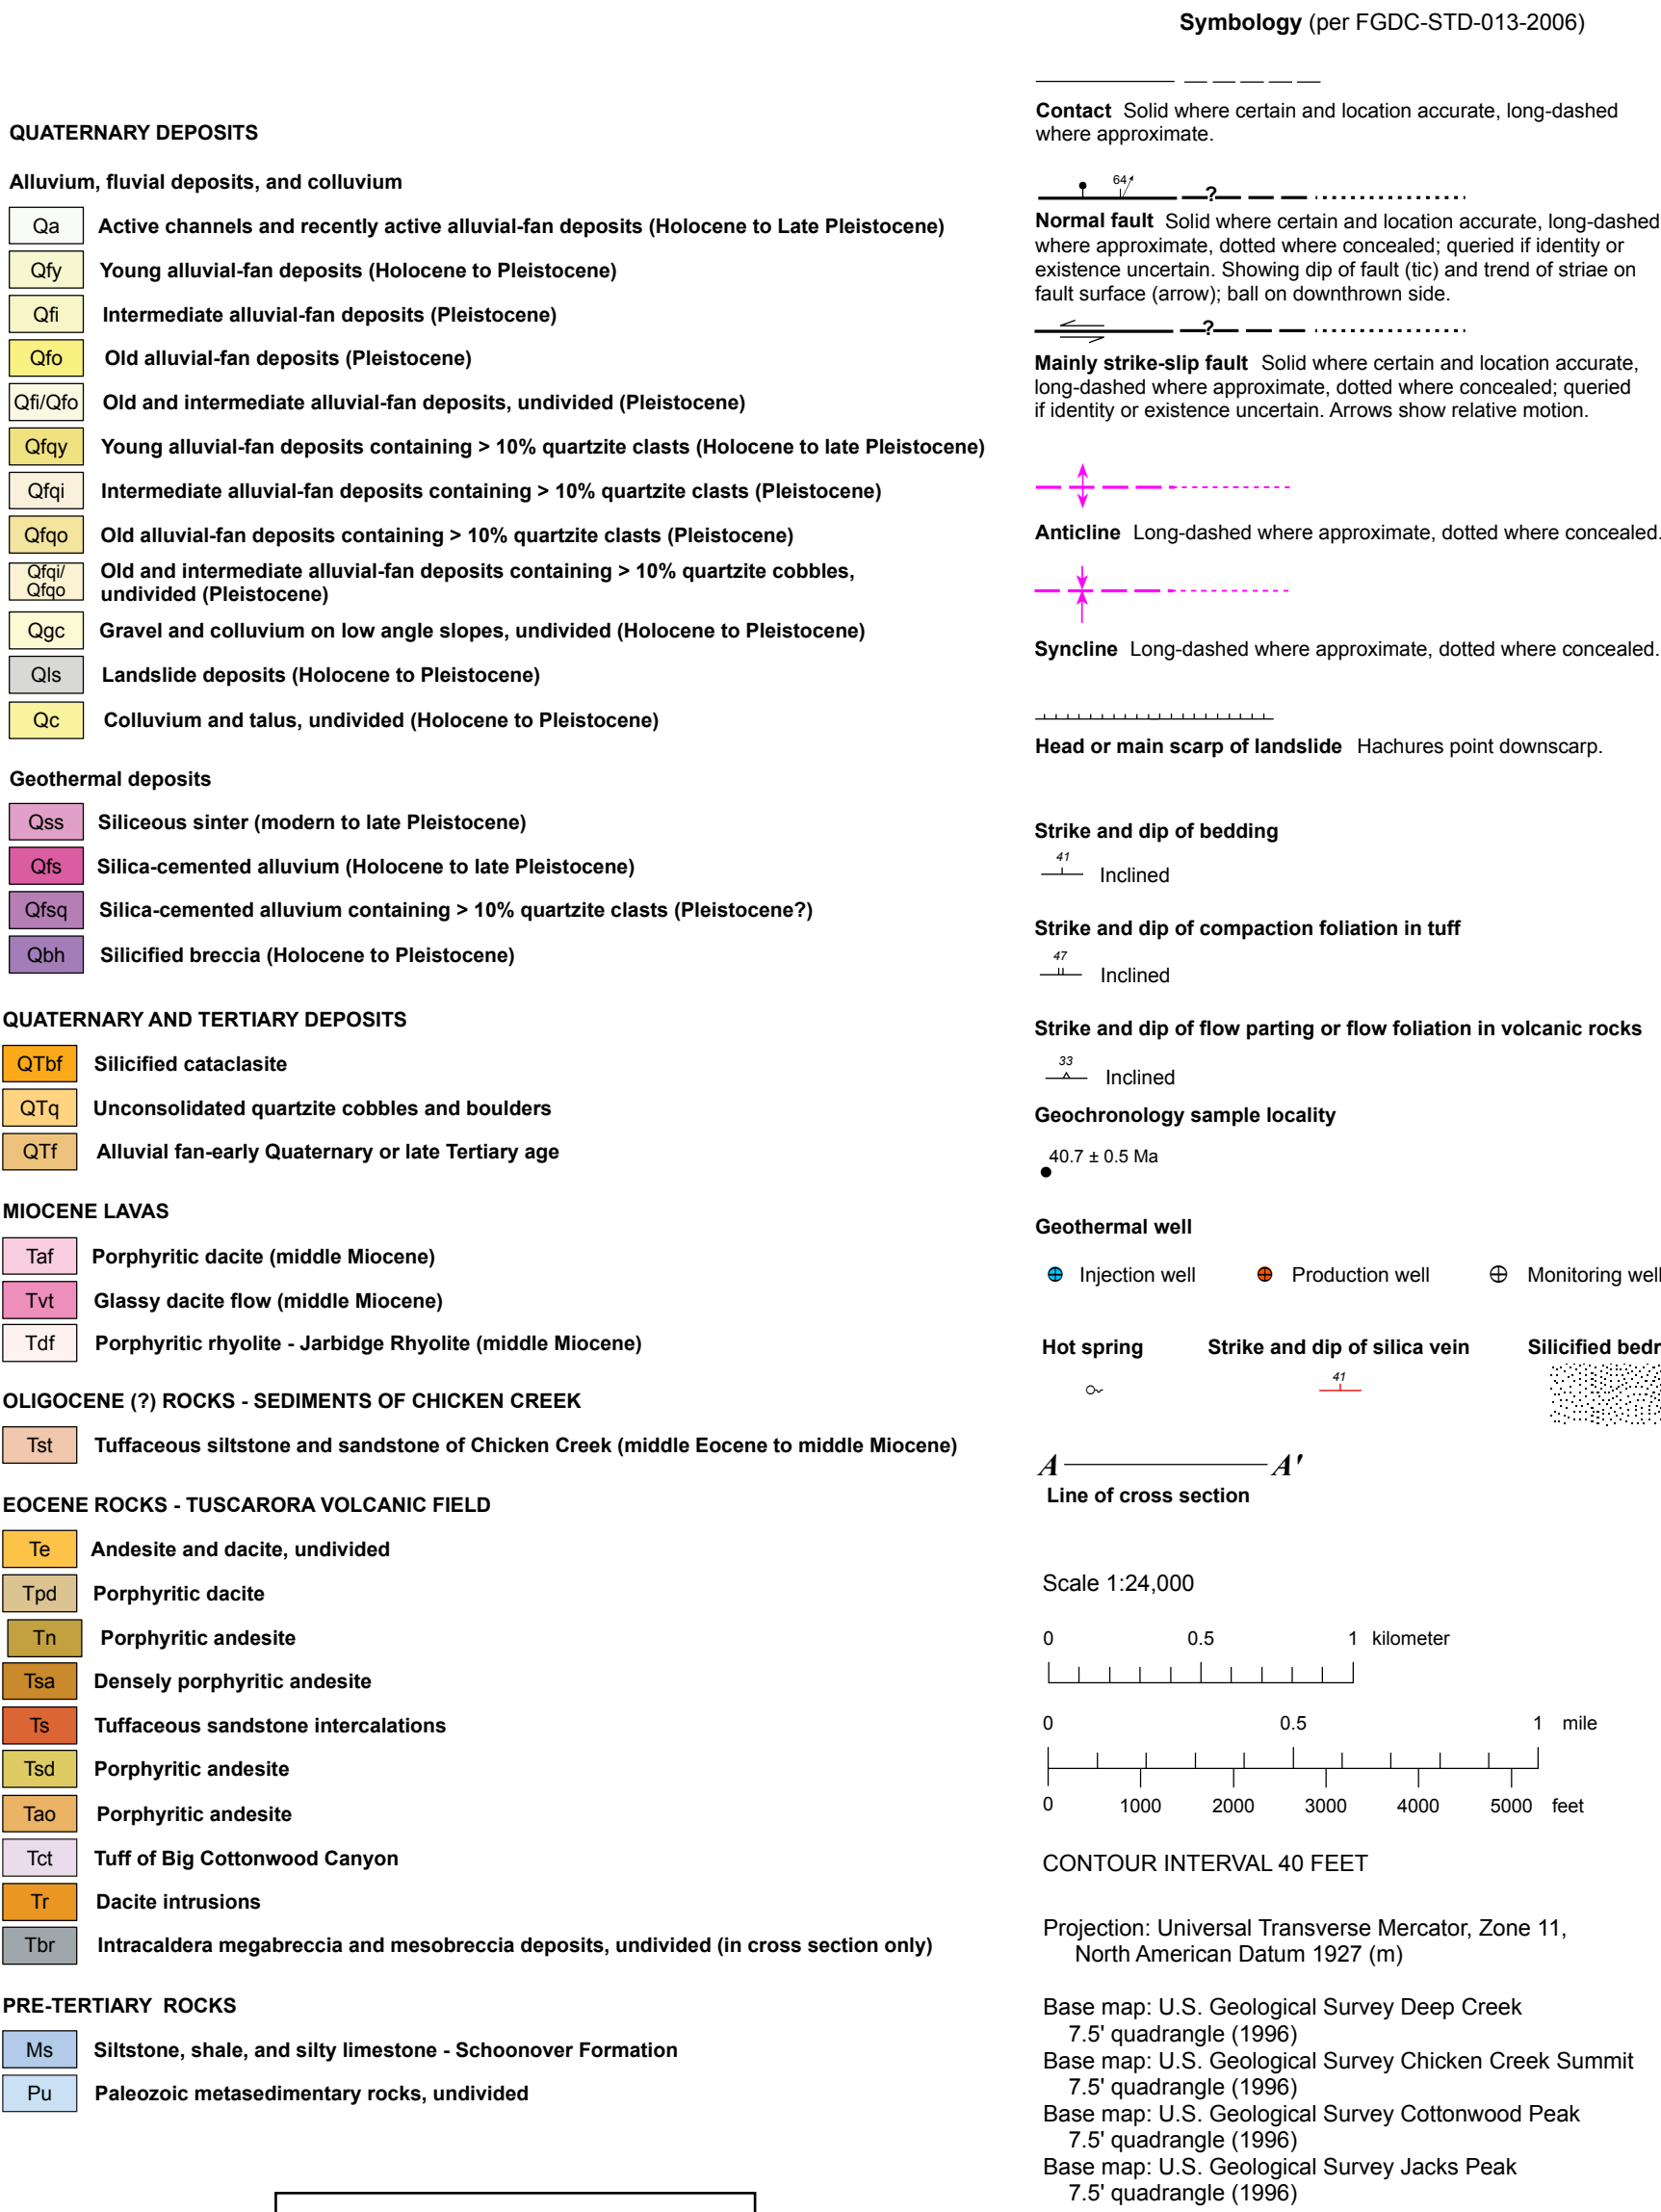 QUATERNARY DEPOSITS
Alluvium, fluvial deposits, and colluvium
Qa Active channels and recently active alluvial-fan deposits (Holocene to Late Pleistocene)
Qfy Young alluvial-fan deposits (Holocene to Pleistocene)
Qfi Intermediate alluvial-fan deposits (Pleistocene)
Qfo Old alluvial-fan deposits (Pleistocene)
Qfi/Qfo Old and intermediate alluvial-fan deposits, undivided (Pleistocene)
Qfqy Young alluvial-fan deposits containing > 10% quartzite clasts (Holocene to late Pleistocene)
Qfqi Intermediate alluvial-fan deposits containing > 10% quartzite clasts (Pleistocene)
Qfqo Old alluvial-fan deposits containing > 10% quartzite clasts (Pleistocene)
Qfqi/ Old and intermediate alluvial-fan deposits containing > 10% quartzite cobbles,
Qfqo undivided (Pleistocene)
Qgc Gravel and colluvium on low angle slopes, undivided (Holocene to Pleistocene)
Qls Landslide deposits (Holocene to Pleistocene)
Qc Colluvium and talus, undivided (Holocene to Pleistocene)
Geothermal deposits
Qss Siliceous sinter (modern to late Pleistocene)
Qfs Silica-cemented alluvium (Holocene to late Pleistocene)
Qfsq Silica-cemented alluvium containing > 10% quartzite clasts (Pleistocene?)
Qbh Silicified breccia (Holocene to Pleistocene)
QUATERNARY AND TERTIARY DEPOSITS
QTbf Silicified cataclasite
QTq Unconsolidated quartzite cobbles and boulders
QTf Alluvial fan-early Quaternary or late Tertiary age
MIOCENE LAVAS
Taf Porphyritic dacite (middle Miocene)
Tvt Glassy dacite flow (middle Miocene)
Tdf Porphyritic rhyolite - Jarbidge Rhyolite (middle Miocene)
OLIGOCENE (?) ROCKS - SEDIMENTS OF CHICKEN CREEK
Tst Tuffaceous siltstone and sandstone of Chicken Creek (middle Eocene to middle Miocene)
EOCENE ROCKS - TUSCARORA VOLCANIC FIELD
Te Andesite and dacite, undivided
Tpd Porphyritic dacite
Tn Porphyritic andesite
Tsa Densely porphyritic andesite
Ts Tuffaceous sandstone intercalations
Tsd Porphyritic andesite
Tao Porphyritic andesite
Tct Tuff of Big Cottonwood Canyon
Tr Dacite intrusions
Tbr Intracaldera megabreccia and mesobreccia deposits, undivided (in cross section only)
PRE-TERTIARY ROCKS
Ms Siltstone, shale, and silty limestone - Schoonover Formation
Pu Paleozoic metasedimentary rocks, undivided
Symbology (per FGDC-STD-013-2006)
Contact Solid where certain and location accurate, long-dashed
where approximate.
64 ?
Normal fault Solid where certain and location accurate, long-dashed
where approximate, dotted where concealed; queried if identity or
existence uncertain. Showing dip of fault (tic) and trend of striae on
fault surface (arrow); ball on downthrown side.
?
Mainly strike-slip fault Solid where certain and location accurate,
long-dashed where approximate, dotted where concealed; queried
if identity or existence uncertain. Arrows show relative motion.
Anticline Long-dashed where approximate, dotted where concealed.
Syncline Long-dashed where approximate, dotted where concealed.
Head or main scarp of landslide Hachures point downscarp.
Strike and dip of bedding
41
Inclined
Strike and dip of compaction foliation in tuff
47
Inclined
Strike and dip of flow parting or flow foliation in volcanic rocks
33
Inclined
Geochronology sample locality
40.7 ± 0.5 Ma
Geothermal well
Injection well Production well Monitoring well
Hot spring Strike and dip of silica vein Silicified bedr
41
A A'
Line of cross section
Scale 1:24,000
0 0.5 1 kilometer
0 0.5 1 mile
0 1000 2000 3000 4000 5000 feet
CONTOUR INTERVAL 40 FEET
Projection: Universal Transverse Mercator, Zone 11,
North American Datum 1927 (m)
Base map: U.S. Geological Survey Deep Creek
7.5' quadrangle (1996)
Base map: U.S. Geological Survey Chicken Creek Summit
7.5' quadrangle (1996)
Base map: U.S. Geological Survey Cottonwood Peak
7.5' quadrangle (1996)
Base map: U.S. Geological Survey Jacks Peak
7.5' quadrangle (1996)